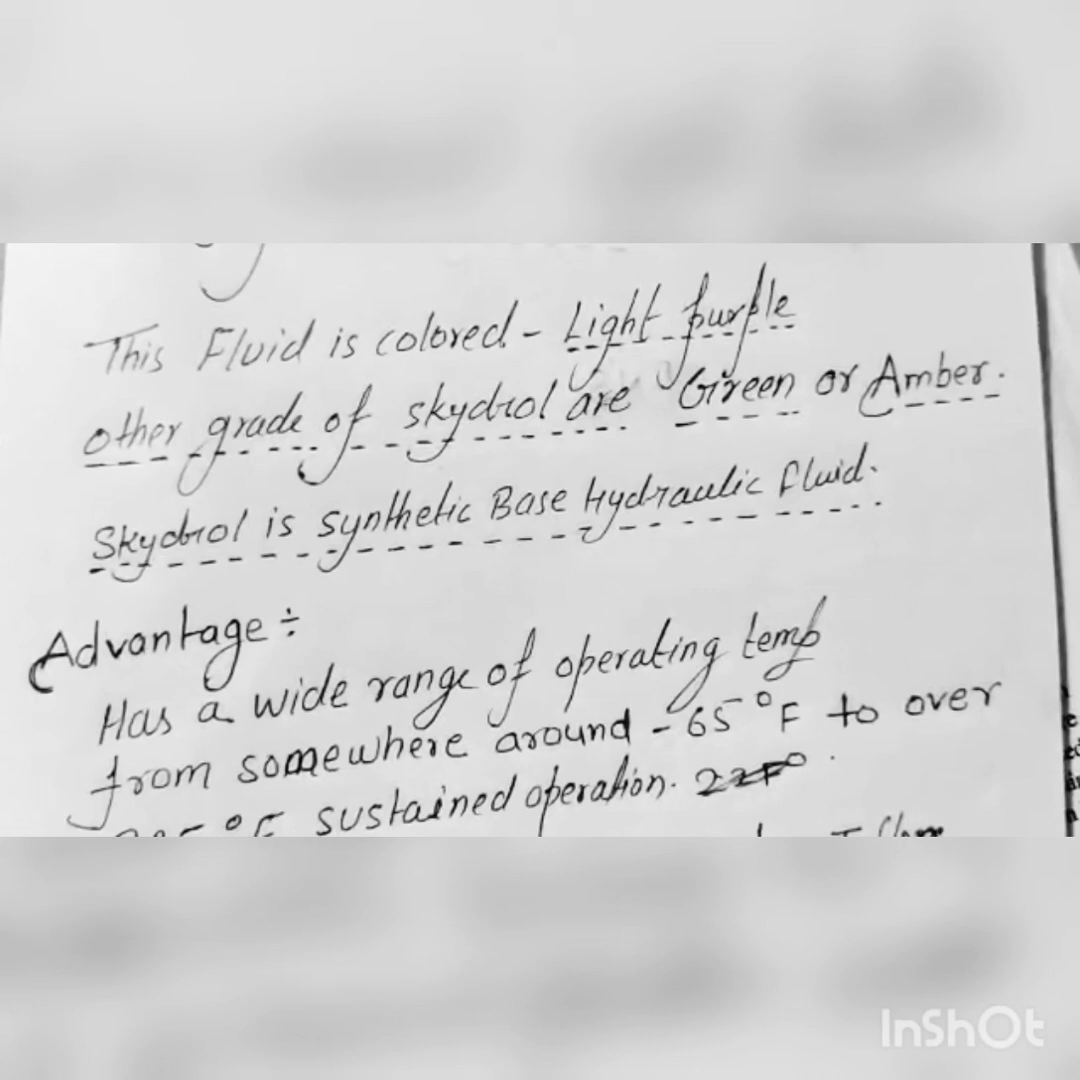 This Fluid is colored - Light purple
other grade of skydrol are Green or Amber.
Skydrol is synthetic Base Hydraulic fluid.
Advantage ÷
Has a wide range of operating temp
from somewhere around - 65°F to over
°F sustained operation.
InShOt